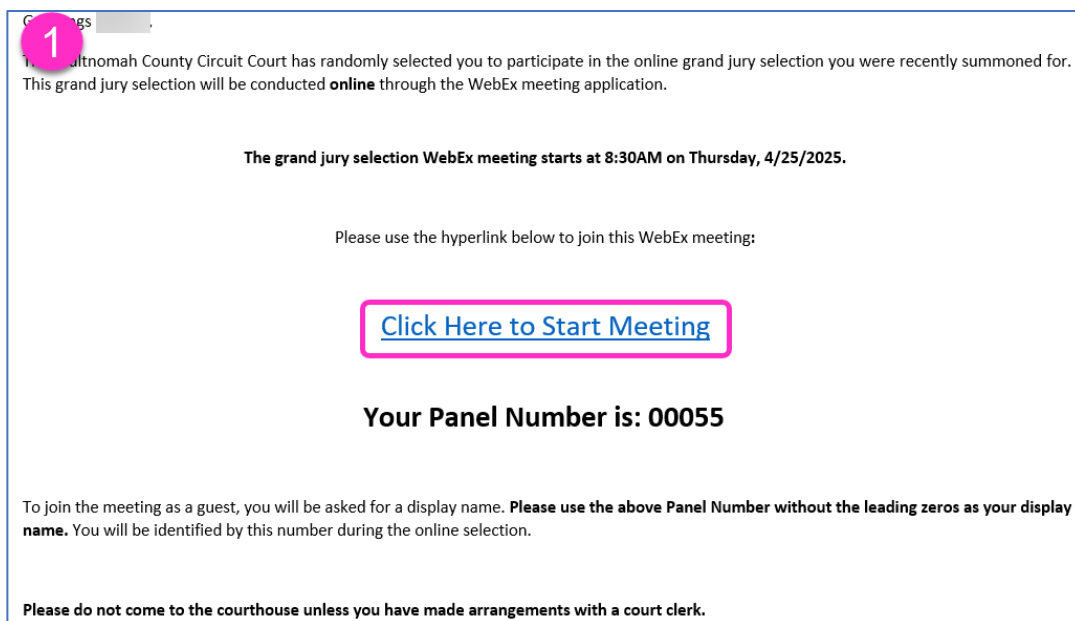 1
Multnomah County Circuit Court has randomly selected you to participate in the online grand jury selection you were recently summoned for.
This grand jury selection will be conducted online through the WebEx meeting application.
The grand jury selection WebEx meeting starts at 8:30AM on Thursday, 4/25/2025.
Please use the hyperlink below to join this WebEx meeting:
Click Here to Start Meeting
Your Panel Number is: 00055
To join the meeting as a guest, you will be asked for a display name. Please use the above Panel Number without the leading zeros as your display
name. You will be identified by this number during the online selection.
Please do not come to the courthouse unless you have made arrangements with a court clerk.